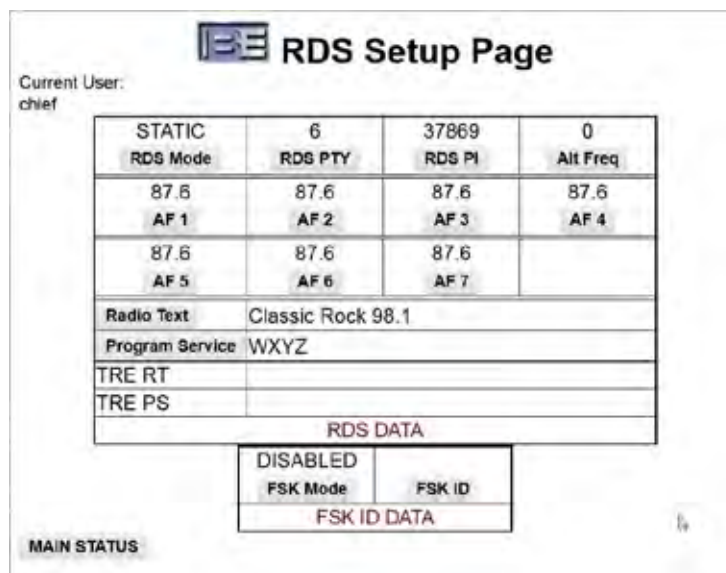 BE RDS Setup Page
Current User:
chief
STATIC 6 37869 0
RDS Mode RDS PTY RDS PI Alt Freq
87.6 87.6 87.6 87.6
AF 1 AF 2 AF 3 AF 4
87.6 87.6 87.6
AF 5 AF 6 AF 7
Radio Text Classic Rock 98.1
Program Service WXYZ
TRE RT
TRE PS
RDS DATA
DISABLED
FSK Mode FSK ID
FSK ID DATA
MAIN STATUS